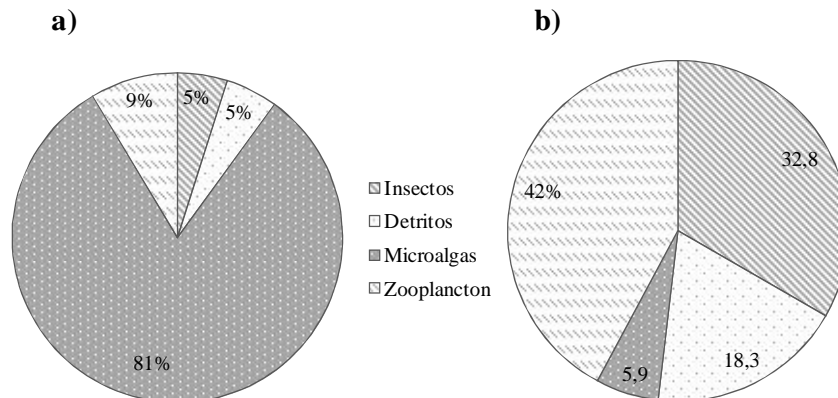 a)
b)
9%
5%
5%
81%
Insectos
Detritos
Microalgas
Zooplancton
42%
32,8
18,3
5,9